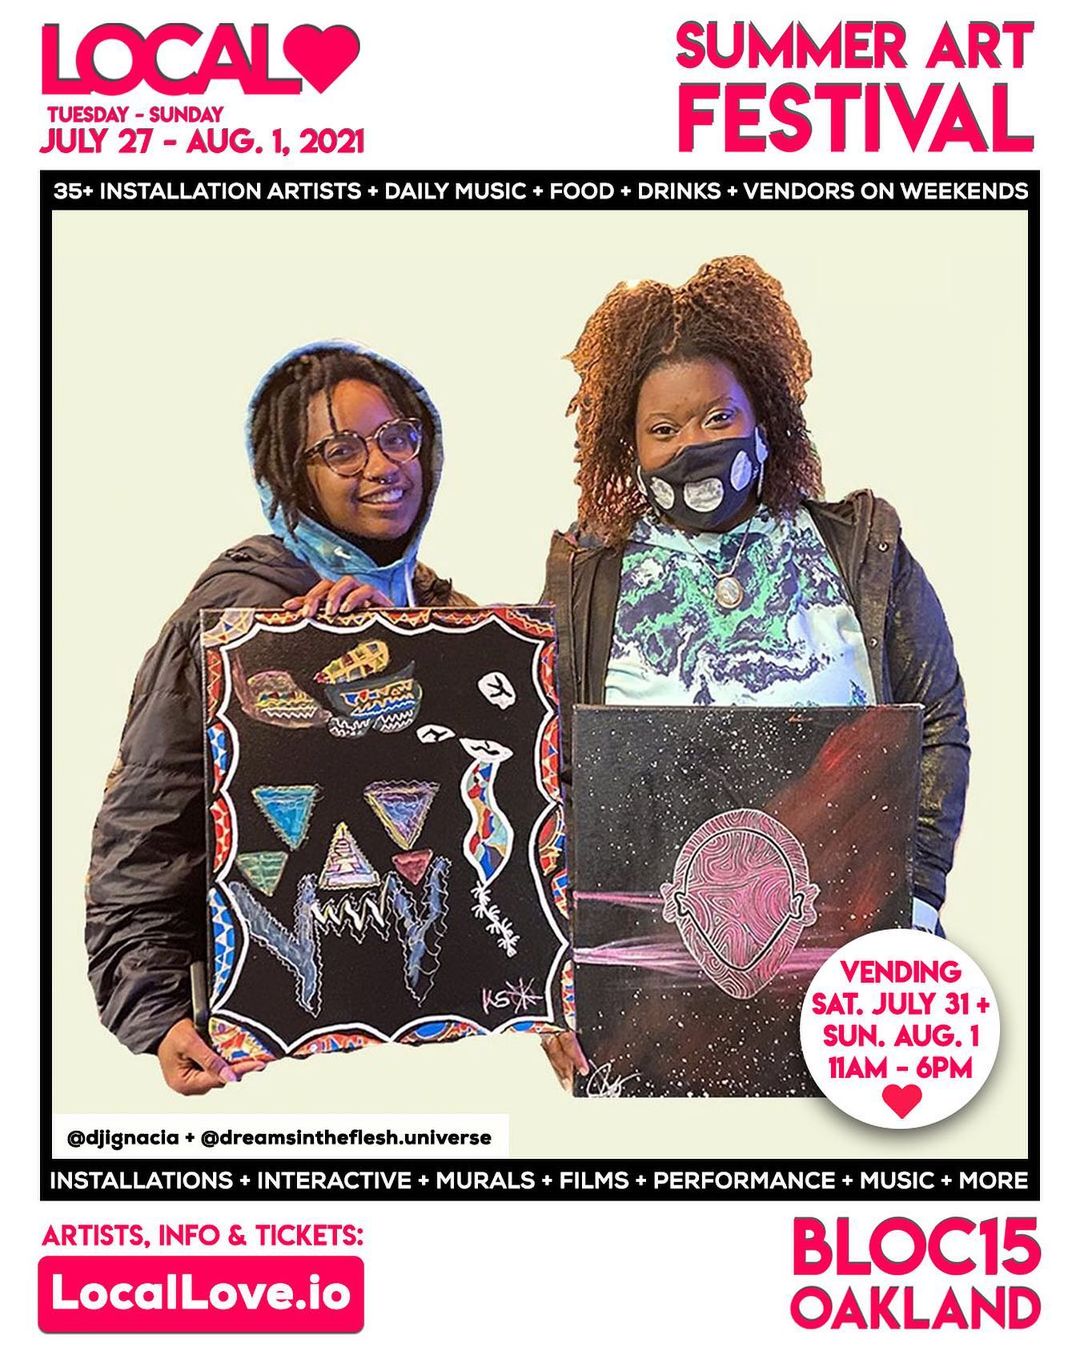 LOCAL
TUESDAY - SUNDAY
JULY 27 - AUG. 1, 2021
SUMMER ART
FESTIVAL
35+ INSTALLATION ARTISTS + DAILY MUSIC + FOOD + DRINKS + VENDORS ON WEEKENDS
VENDING
SAT. JULY 31 +
SUN. AUG. 1
11AM - 6PM
@djignacia + @dreamsintheflesh.universe
INSTALLATIONS + INTERACTIVE + MURALS + FILMS + PERFORMANCE + MUSIC + MORE
ARTISTS, INFO & TICKETS:
LocalLove.io
BLOC15
OAKLAND